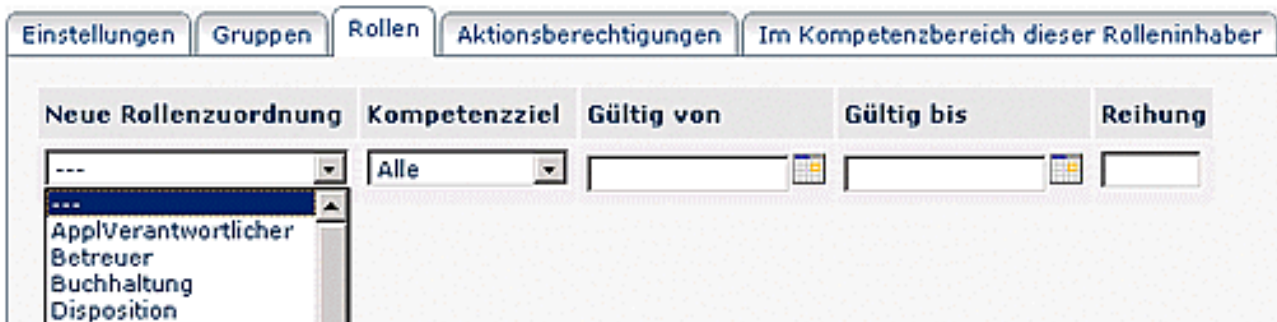 Einstellungen Gruppen Rollen Aktionsberechtigungen Im Kompetenzbereich dieser Rolleninhaber
Neue Rollenzuordnung Kompetenzziel Gültig von Gültig bis Reihung
--- Alle
---
ApplVerantwortlicher
Betreuer
Buchhaltung
Disposition